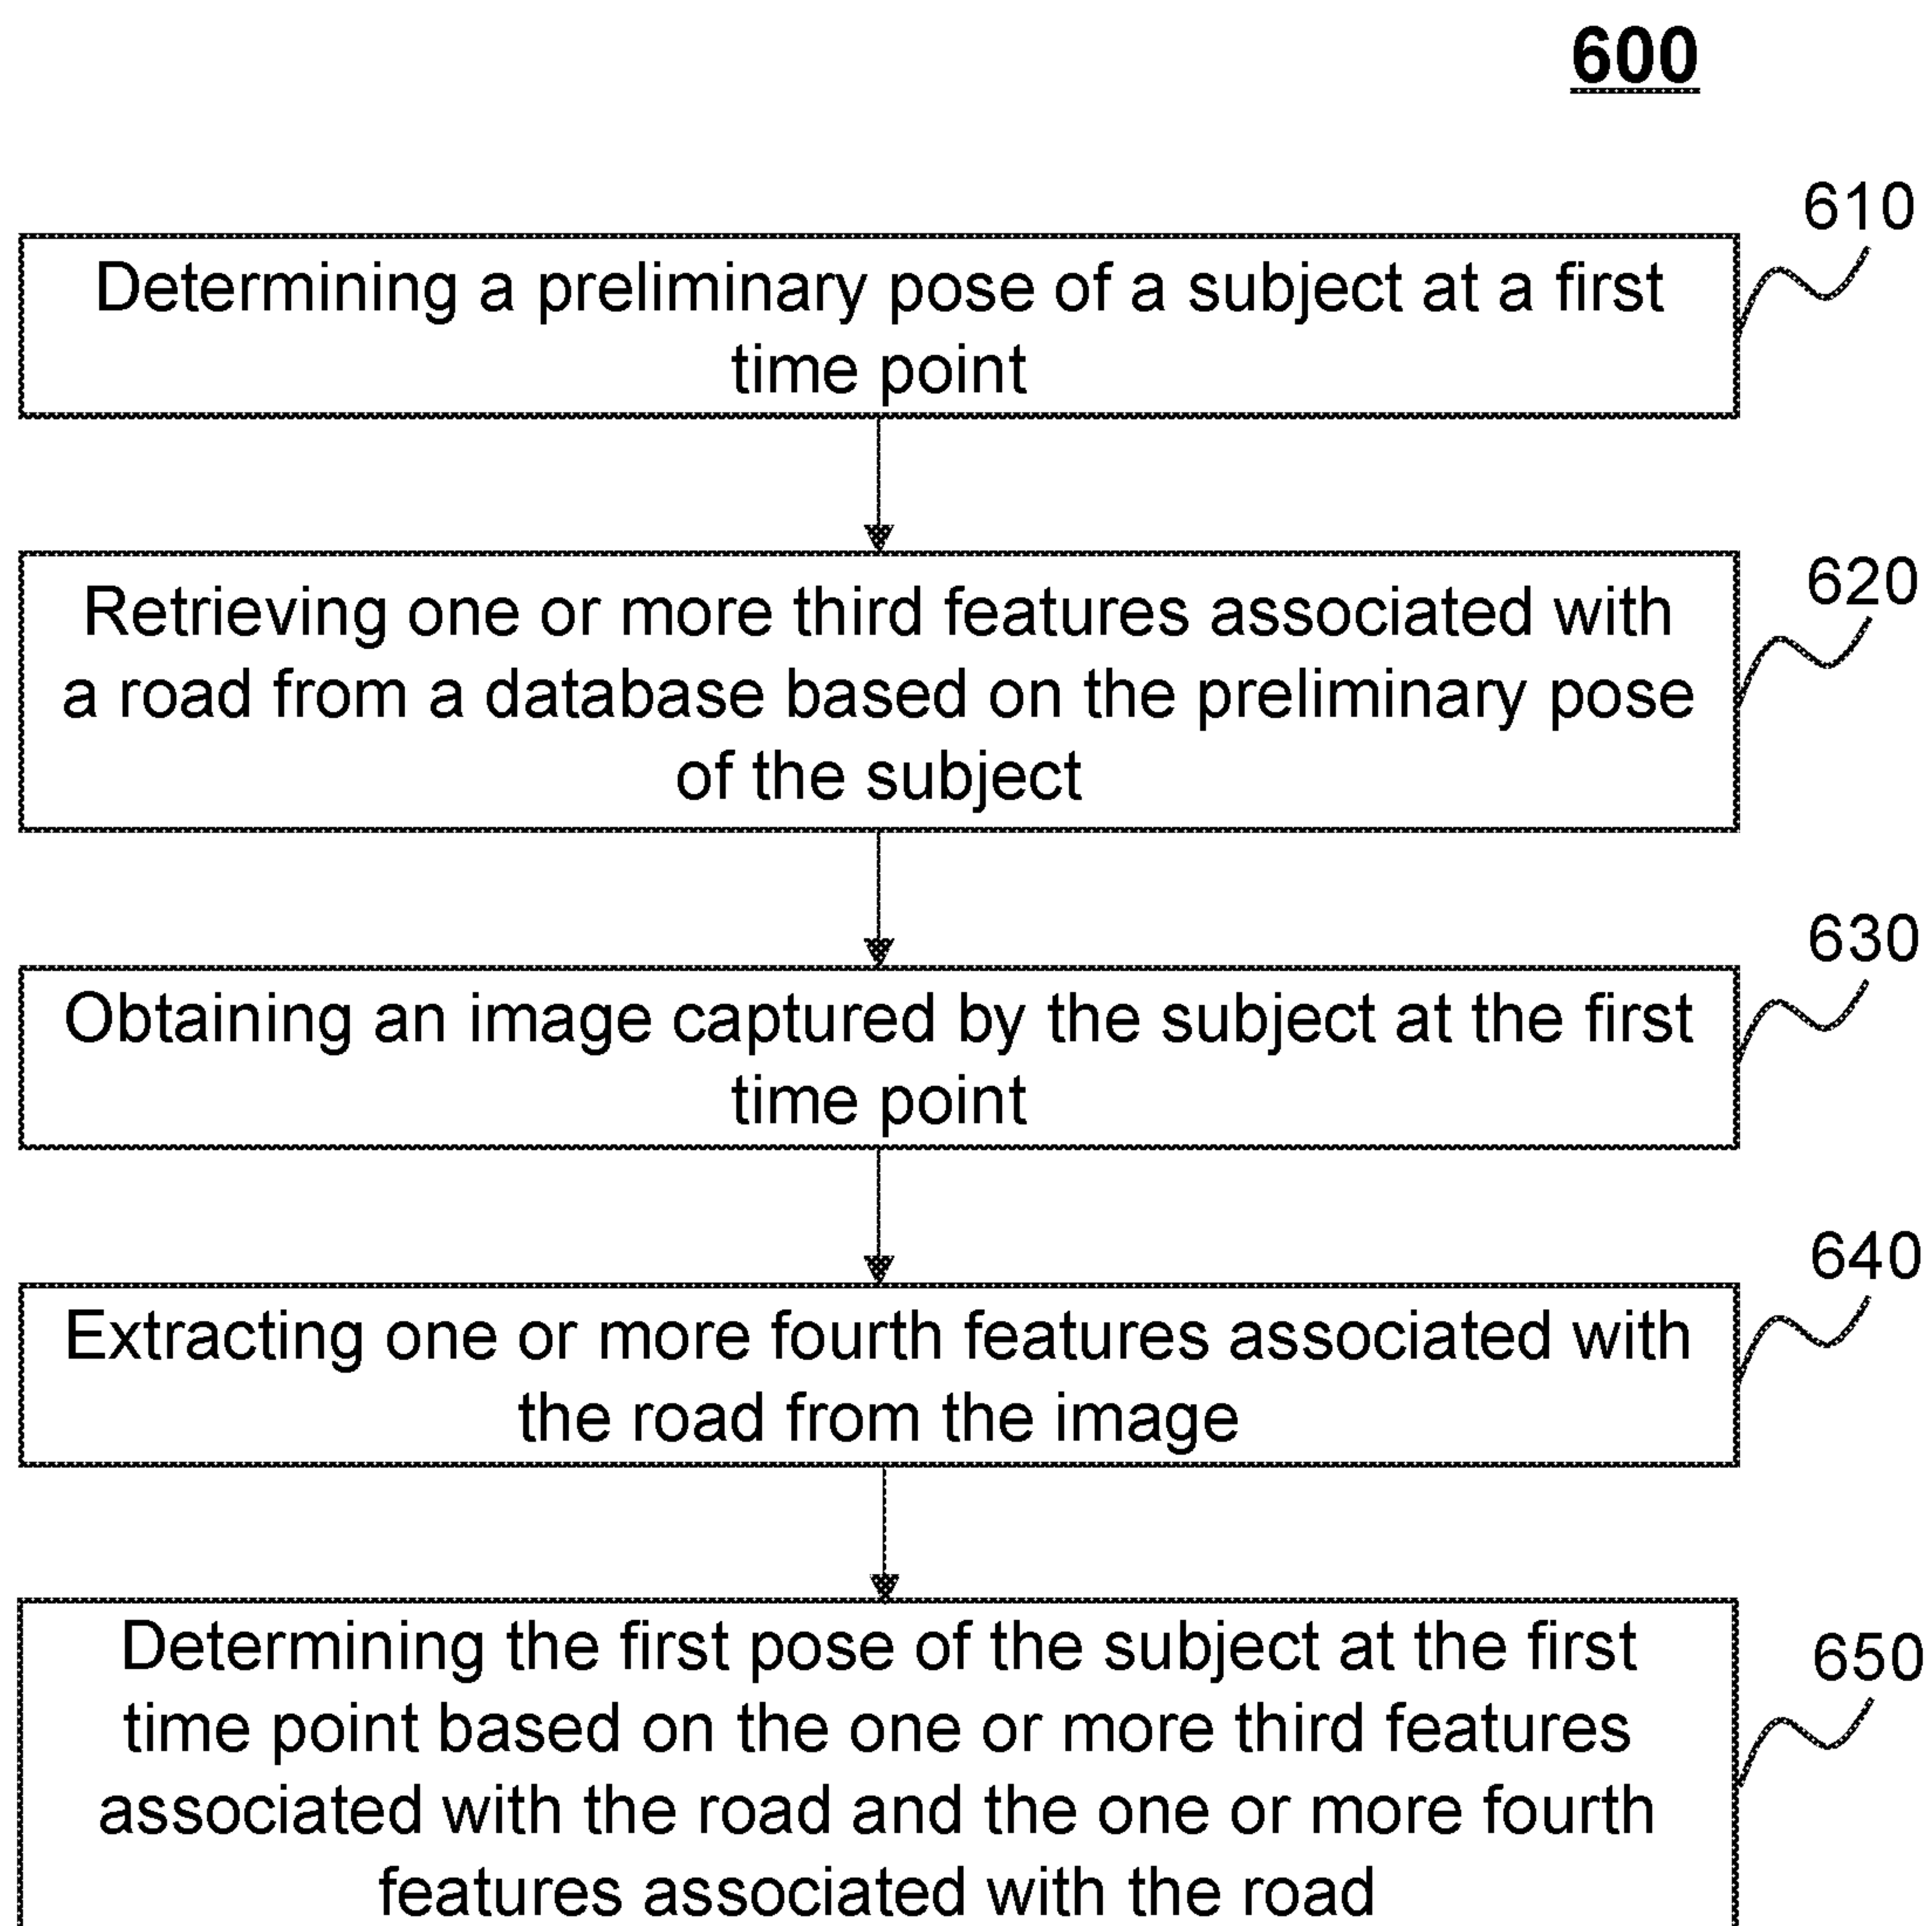 600
610
Determining a preliminary pose of a subject at a first
time point
620
Retrieving one or more third features associated with
a road from a database based on the preliminary pose
of the subject
630
Obtaining an image captured by the subject at the first
time point
640
Extracting one or more fourth features associated with
the road from the image
650
Determining the first pose of the subject at the first
time point based on the one or more third features
associated with the road and the one or more fourth
features associated with the road